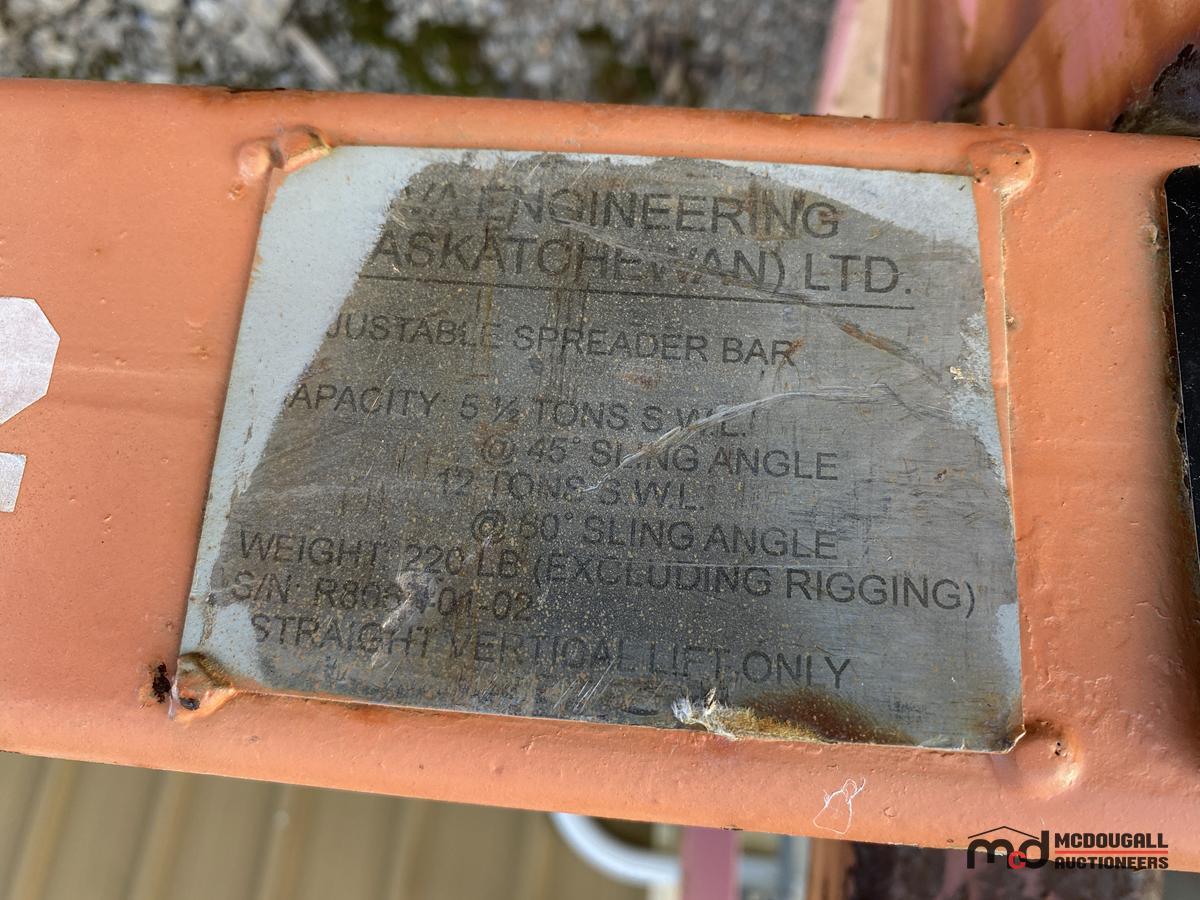 ENGINEERING
ASKATCHEWAN) LTD.
JUSTABLE SPREADER BAR
APACITY 5 ½ TONS S.W.L.
@ 45° SLING ANGLE
12 TONS S.W.L.
@ 60° SLING ANGLE
WEIGHT: 220 LB (EXCLUDING RIGGING)
S/N:
STRAIGHT VERTICAL LIFT ONLY
mcd MCDOUGALL
AUCTIONEERS